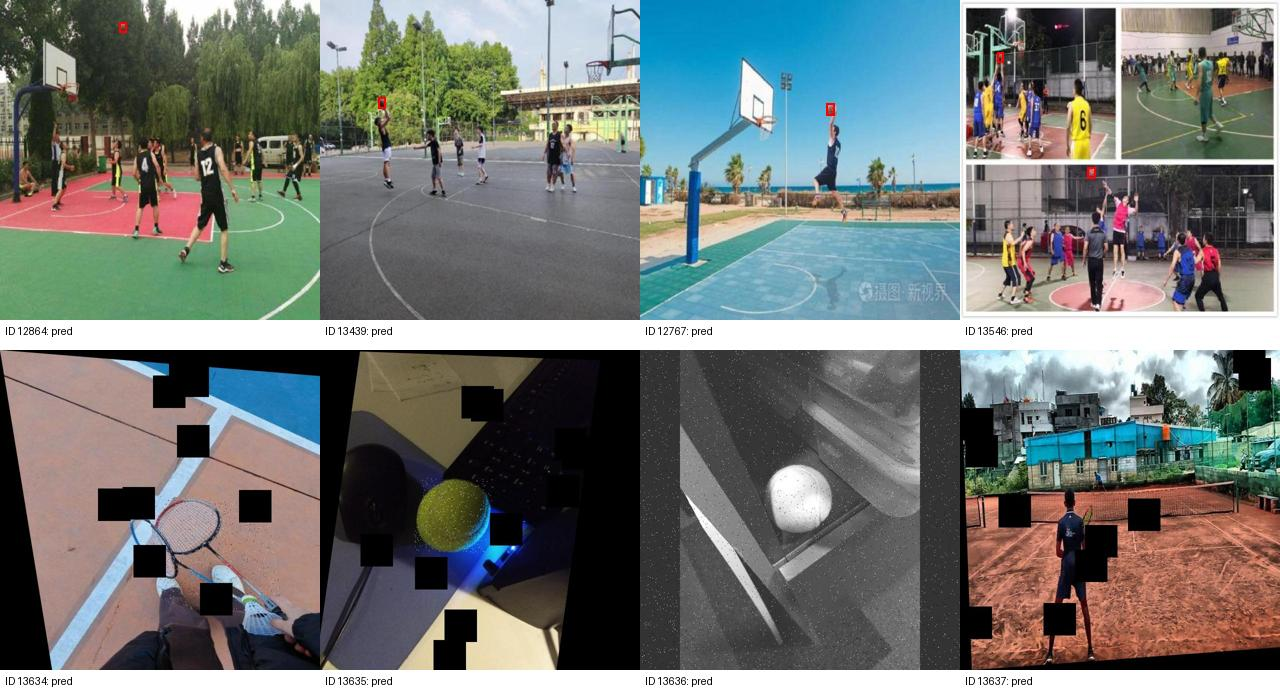 4
12
摄图·新视界
6
ID 12864: pred
ID 13439: pred
ID 12767: pred
ID 13546: pred
ID 13634: pred
ID 13635: pred
ID 13636: pred
ID 13637: pred